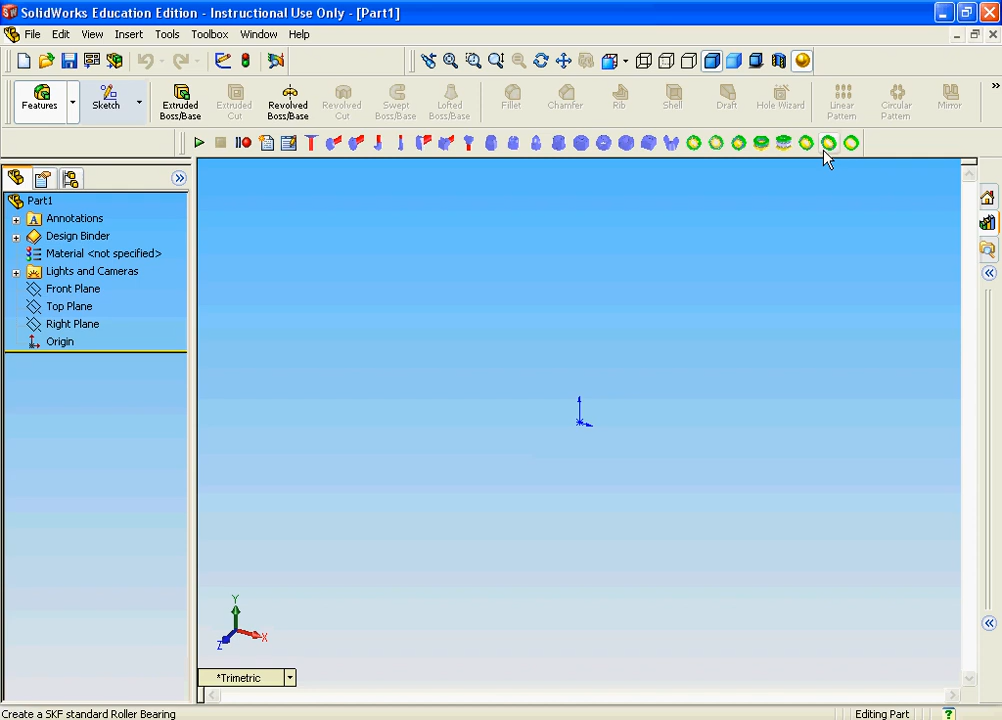 SolidWorks Education Edition - Instructional Use Only - [Part1]
File Edit View Insert Tools Toolbox Window Help
Features Sketch Extruded Boss/Base Extruded Cut Revolved Boss/Base Revolved Cut Swept Boss/Base Lofted Boss/Base Fillet Chamfer Rib Shell Draft Hole Wizard Linear Pattern Circular Pattern Mirror
Part1
Annotations
Design Binder
Material <not specified>
Lights and Cameras
Front Plane
Top Plane
Right Plane
Origin
Y
X
Z
*Trimetric
Create a SKF standard Roller Bearing Editing Part